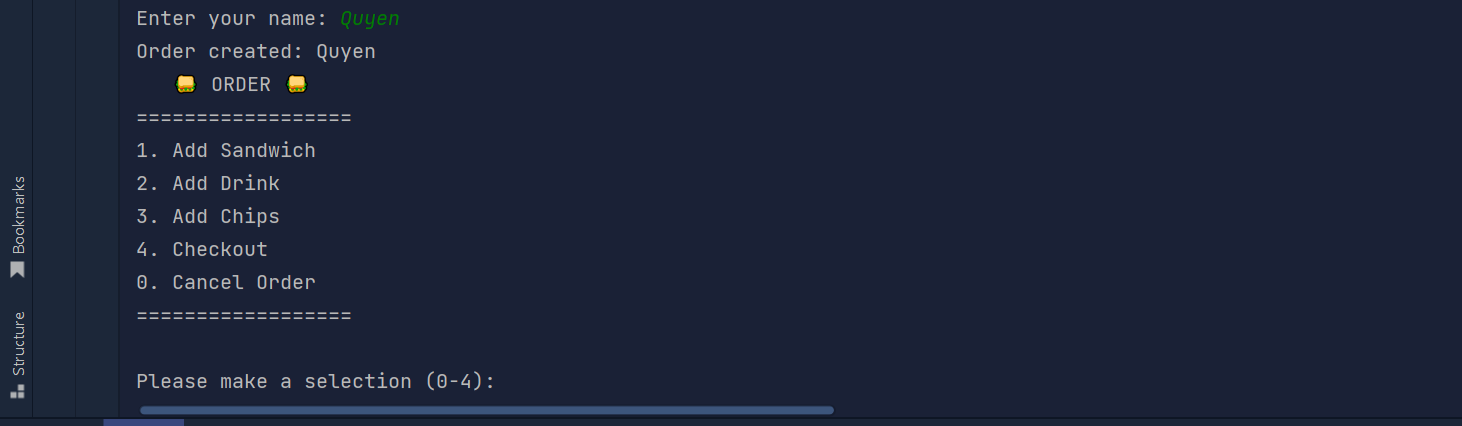 Enter your name: Quyen
Order created: Quyen
🥪 ORDER 🥪
==================
1. Add Sandwich
2. Add Drink
3. Add Chips
4. Checkout
0. Cancel Order
==================
Please make a selection (0-4):
Bookmarks
Structure